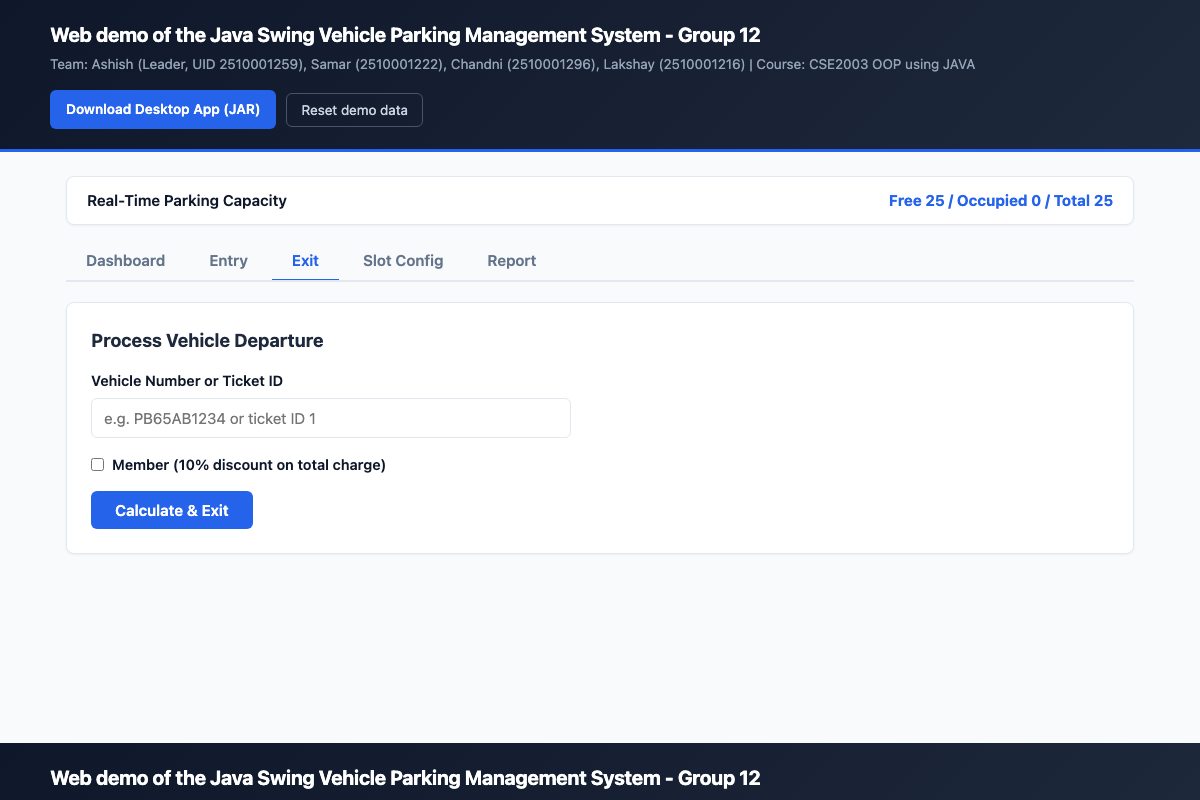 Web demo of the Java Swing Vehicle Parking Management System - Group 12
Team: Ashish (Leader, UID 2510001259), Samar (2510001222), Chandni (2510001296), Lakshay (2510001216) | Course: CSE2003 OOP using JAVA
Download Desktop App (JAR)
Reset demo data
Real-Time Parking Capacity
Free 25 / Occupied 0 / Total 25
Dashboard
Entry
Exit
Slot Config
Report
Process Vehicle Departure
Vehicle Number or Ticket ID
e.g. PB65AB1234 or ticket ID 1
Member (10% discount on total charge)
Calculate & Exit
Web demo of the Java Swing Vehicle Parking Management System - Group 12